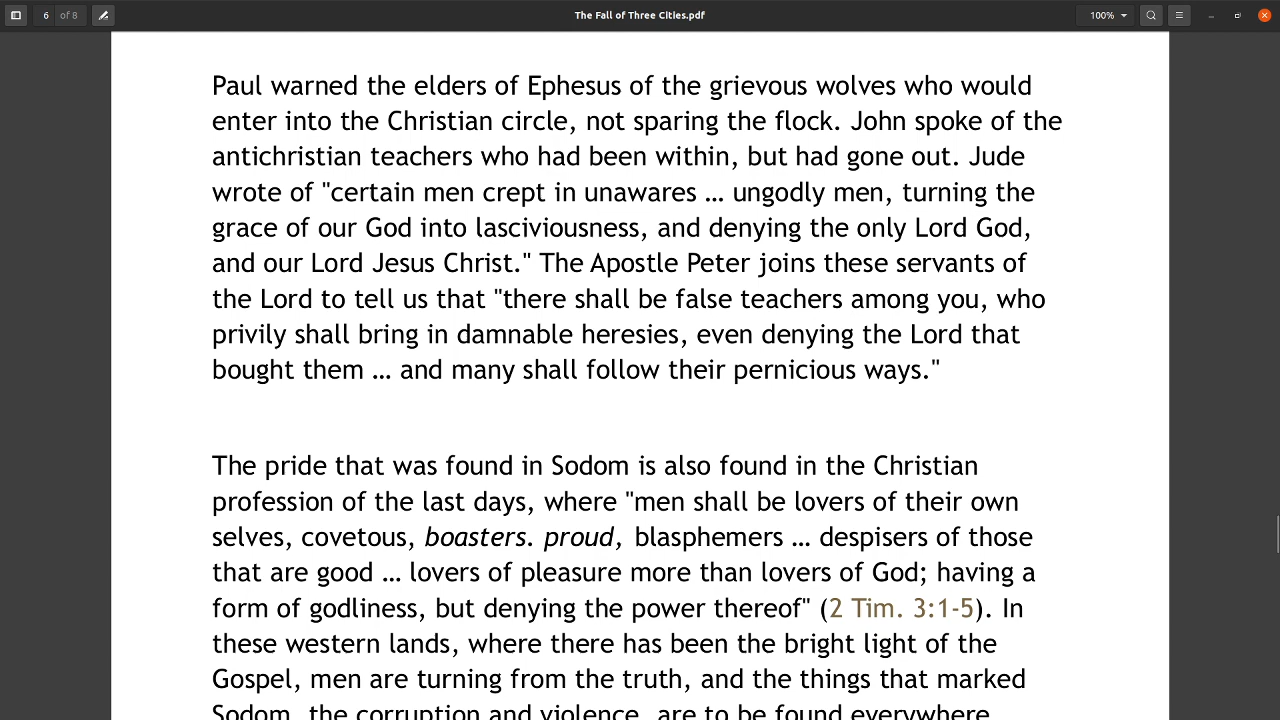 6 of 8
The Fall of Three Cities.pdf
100%
Paul warned the elders of Ephesus of the grievous wolves who would
enter into the Christian circle, not sparing the flock. John spoke of the
antichristian teachers who had been within, but had gone out. Jude
wrote of "certain men crept in unawares … ungodly men, turning the
grace of our God into lasciviousness, and denying the only Lord God,
and our Lord Jesus Christ." The Apostle Peter joins these servants of
the Lord to tell us that "there shall be false teachers among you, who
privily shall bring in damnable heresies, even denying the Lord that
bought them … and many shall follow their pernicious ways."
The pride that was found in Sodom is also found in the Christian
profession of the last days, where "men shall be lovers of their own
selves, covetous, boasters. proud, blasphemers … despisers of those
that are good … lovers of pleasure more than lovers of God; having a
form of godliness, but denying the power thereof" (2 Tim. 3:1-5). In
these western lands, where there has been the bright light of the
Gospel, men are turning from the truth, and the things that marked
Sodom, the corruption and violence, are to be found everywhere.